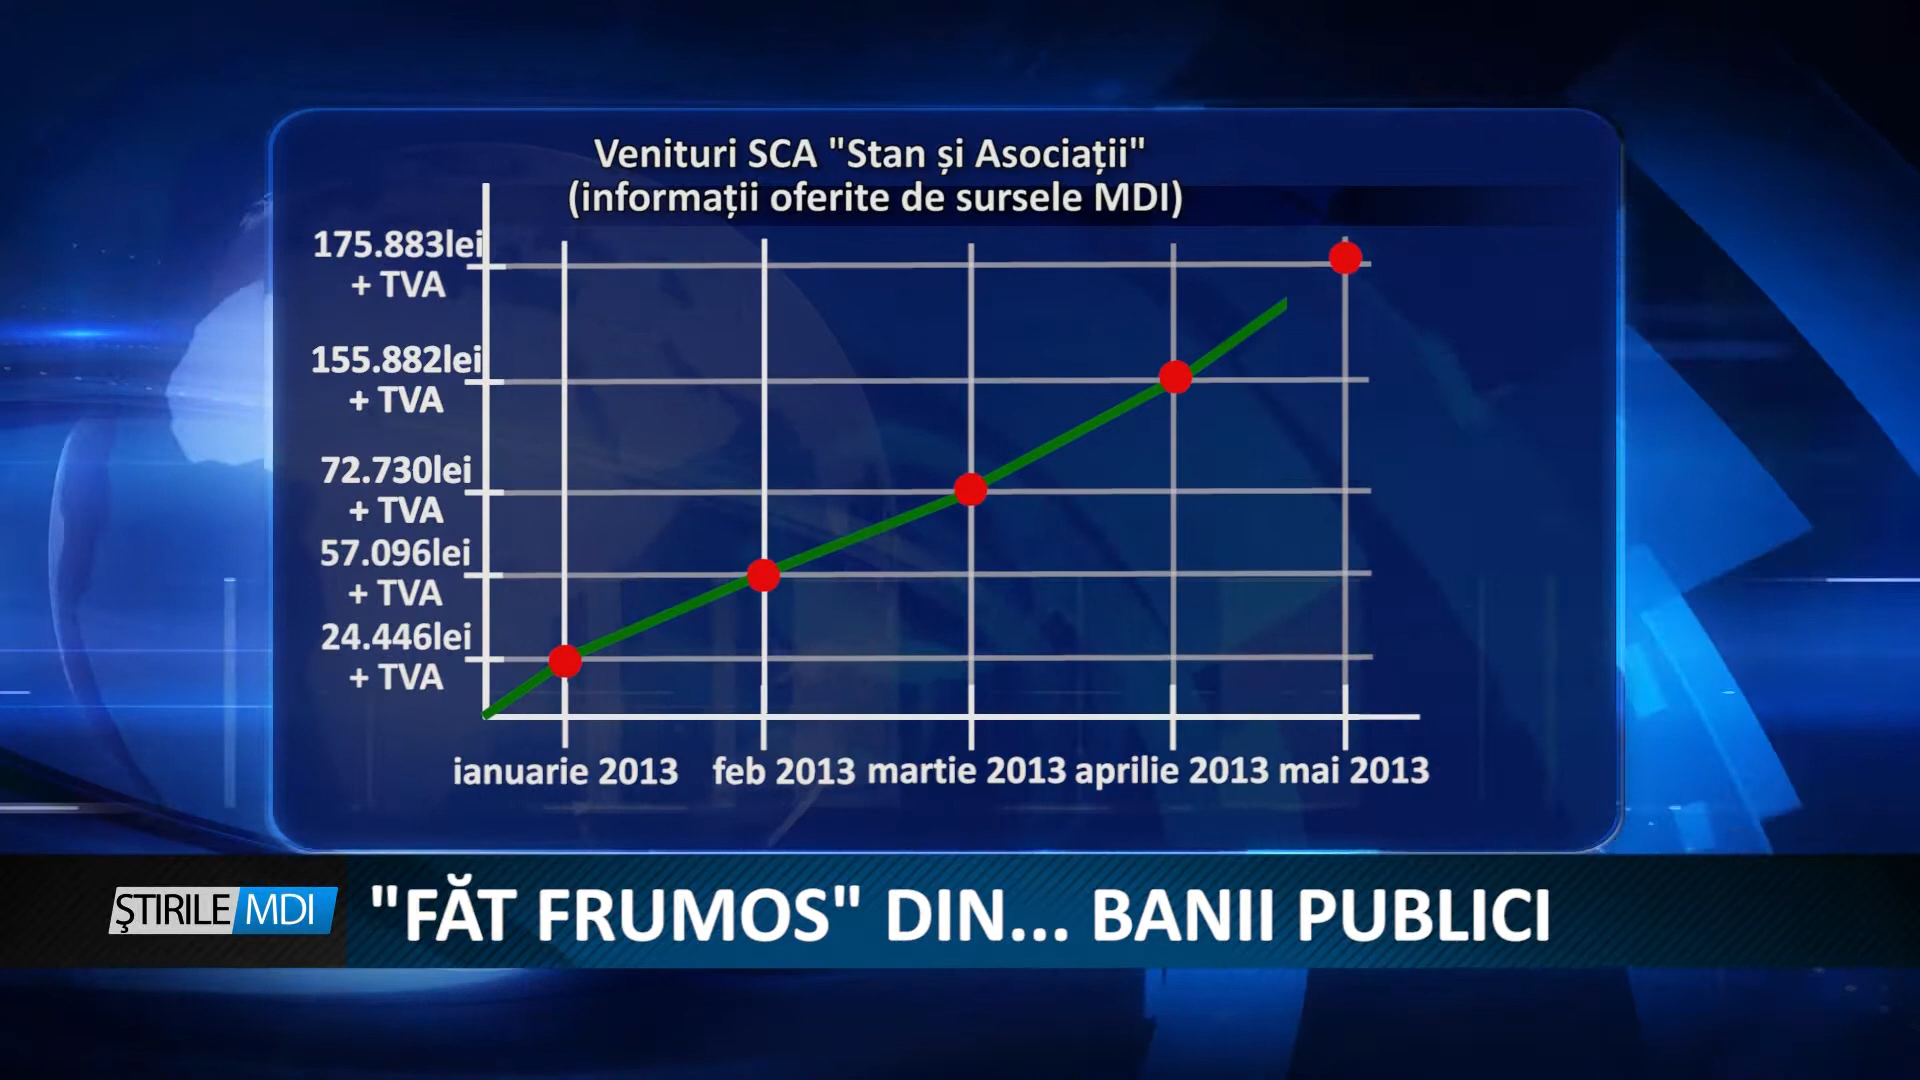 Venituri SCA "Stan și Asociații"
(informații oferite de sursele MDI)
175.883lei
+ TVA
155.882lei
+ TVA
72.730lei
+ TVA
57.096lei
+ TVA
24.446lei
+ TVA
ianuarie 2013 feb 2013 martie 2013 aprilie 2013 mai 2013
ŞTIRILE MDI
"FĂT FRUMOS" DIN... BANII PUBLICI